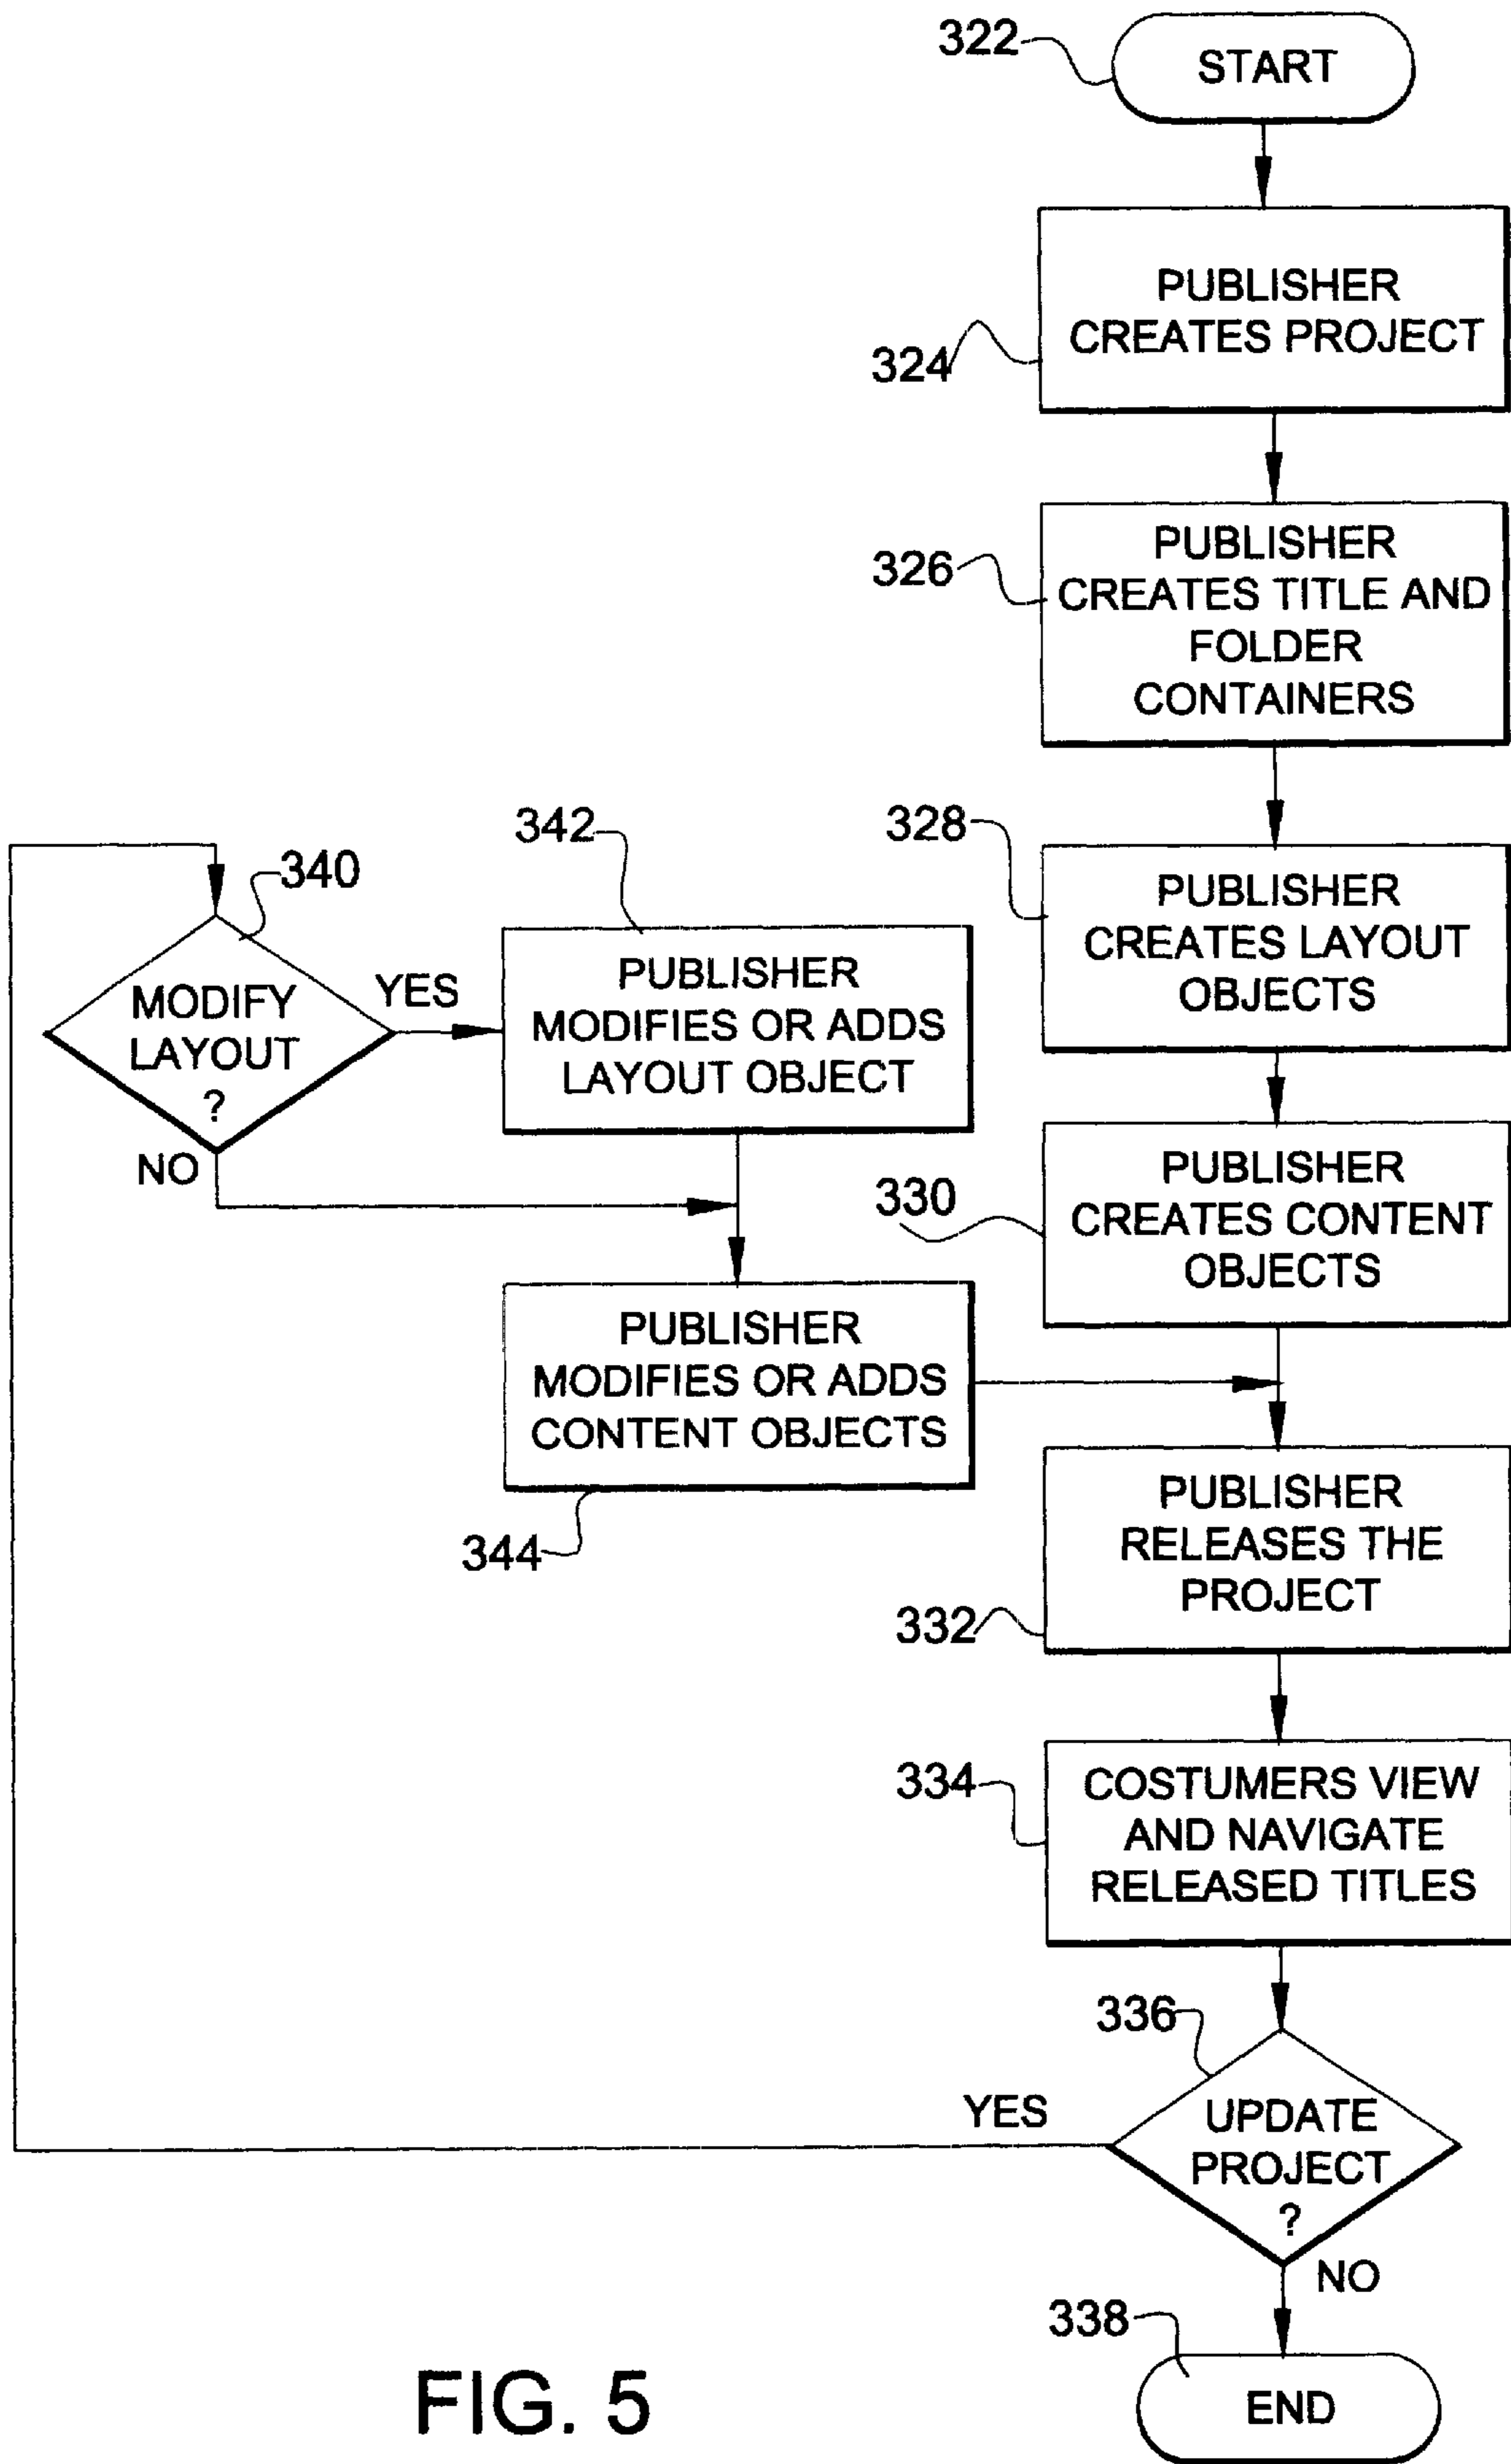 322
START
PUBLISHER
CREATES PROJECT
324
PUBLISHER
CREATES TITLE AND
FOLDER
CONTAINERS
326
328
PUBLISHER
CREATES LAYOUT
OBJECTS
330
PUBLISHER
CREATES CONTENT
OBJECTS
PUBLISHER
RELEASES THE
PROJECT
332
334
COSTUMERS VIEW
AND NAVIGATE
RELEASED TITLES
336
UPDATE
PROJECT
?
YES
NO
338
END
340
MODIFY
LAYOUT
?
YES
NO
342
PUBLISHER
MODIFIES OR ADDS
LAYOUT OBJECT
PUBLISHER
MODIFIES OR ADDS
CONTENT OBJECTS
344
FIG. 5